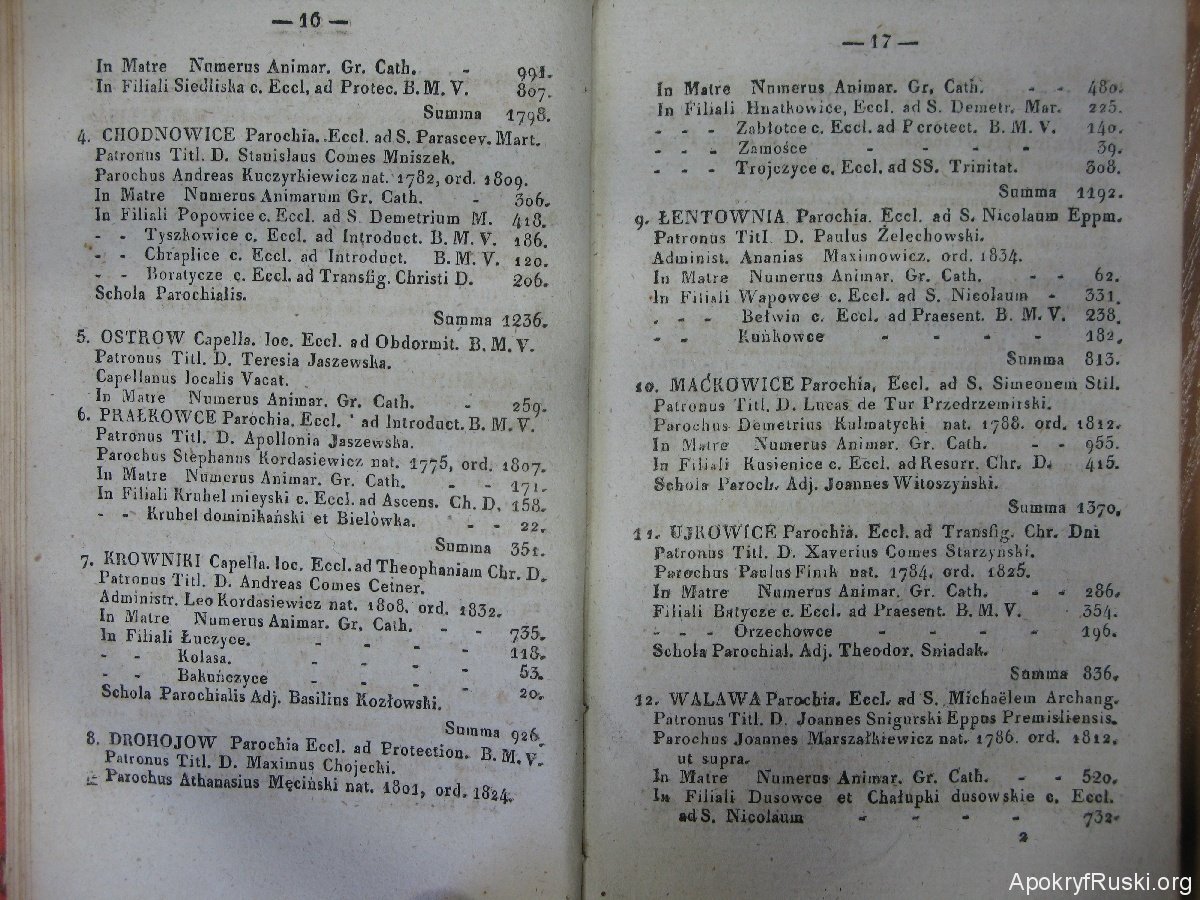 — 16 —
In Matre Numerus Animar. Gr. Cath. - 991.
In Filiali Siedliska c. Eccl, ad Protec. B. M. V. 807.
Summa 1798.
4. CHODNOWICE Parochia. .Eccl. ad S. Parascev. Mart.
Patronus Titl. D. Stanislaus Comes Mniszek.
Parochus Andreas Kuczyrkiewicz nat. 1782, ord. 1809.
In Matre Numerus Animarum Gr. Cath. - 306.
In Filiali Popowice c. Eccl. ad S. Demetrium M. 418.
- - Tyszkowice c. Eccl. ad Introduct. B. M. V. 186.
- - Chraplice c. Eccl. ad Introduct. B. M. V. 120.
- - Boratycze c. Eccl. ad Transfig. Christi D. 206.
Schola Parochialis.
Summa 1236.
5. OSTROW Capella. loc. Eccl. ad Obdormit. B. M. V.
Patronus Titl. D. Teresia Jaszewska.
Capellanus localis Vacat.
In Matre Numerus Animar. Gr. Cath. - 259.
6. PRAŁKOWCE Parochia. Eccl. ad Introduct. B. M. V.
Patronus Titl. D. Apollonia Jaszewska.
Parochus Stephanus Kordasiewicz nat. 1775, ord. 1807.
In Matre Numerus Animar. Gr. Cath. - - 171.
In Filiali Kruhel mieyski c. Eccl. ad Ascens. Ch. D. 158.
- - Kruhel dominikański et Bielówka. - - 22.
Summa 351.
7. KROWNIKI Capella. loc. Eccl. ad Theophaniam Chr. D.
Patronus Titl. D. Andreas Comes Cetner.
Administr. Leo Kordasiewicz nat. 1808. ord. 1832.
In Matre Numerus Animar. Gr. Cath. - - 735.
In Filiali Łuczyce. - - - - 118.
- - Kolasa. - - - - 53.
- - Bakuńczyce - - - - 20.
Schola Parochialis Adj. Basilius Kozłowski.
Summa 926.
8. DROHOJOW Parochia Eccl. ad Protection. B. M. V.
Patronus Titl. D. Maximus Chojecki.
Parochus Athanasius Męciński nat. 1801, ord. 1824.
— 17 —
In Matre Numerus Animar. Gr. Cath. - - 480.
In Filiali Hnatkowice, Eccl. ad S. Demetr. Mar. 225.
- - - Zabłotce c. Eccl. ad Pcrotect. B. M. V. 140.
- - - Zamośce - - - - 39.
- - - Trojczyce c. Eccl. ad SS. Trinitat. 308.
Summa 1192.
9. ŁENTOWNIA Parochia. Eccl. ad S. Nicolaum Eppm.
Patronus Titl. D. Paulus Żelechowski.
Administ. Ananias Maximowicz. ord. 1834.
In Matre Numerus Animar. Gr. Cath. - - 62.
In Filiali Wapowce c. Eccl. ad S. Nicolaum - 331.
- - - Bełwin c. Eccl. ad Praesent. B. M. V. 238.
- - Kuńkowce - - - - 182.
Summa 813.
10. MAĆKOWICE Parochia, Eccl. ad S. Simeonem Stil.
Patronus Titl. D. Lucas de Tur Przedrzemirski.
Parochus Demetrius Kulmatycki nat. 1788. ord. 1812.
In Matre Numerus Animar. Gr. Cath. - - 955.
In Filiali Kusienice c. Eccl. ad Resurr. Chr. D. 415.
Schola Paroch. Adj. Joannes Witoszyński.
Summa 1370.
11. UJKOWICE Parochia. Eccl. ad Transfig. Chr. Dni
Patronus Titl. D. Xaverius Comes Starzyński.
Parochus Paulus Finik nat. 1784. ord. 1825.
In Matre Numerus Animar. Gr. Cath. - - 286.
Filiali Batycze c. Eccl. ad Praesent. B. M. V. 354.
- - - Orzechowce - - - - 196.
Schola Parochial. Adj. Theodor. Sniadak.
Summa 836.
12. WALAWA Parochia. Eccl. ad S. Michaëlem Archang.
Patronus Titl. D. Joannes Snigurski Eppus Premisliensis.
Parochus Joannes Marszałkiewicz nat. 1786. ord. 1812.
ut supra.
In Matre Numerus Animar. Gr. Cath. - - 520.
In Filiali Dusowce et Chałupki dusowskie c. Eccl.
ad S. Nicolaum - - - - 732.
2
ApokryfRuski.org